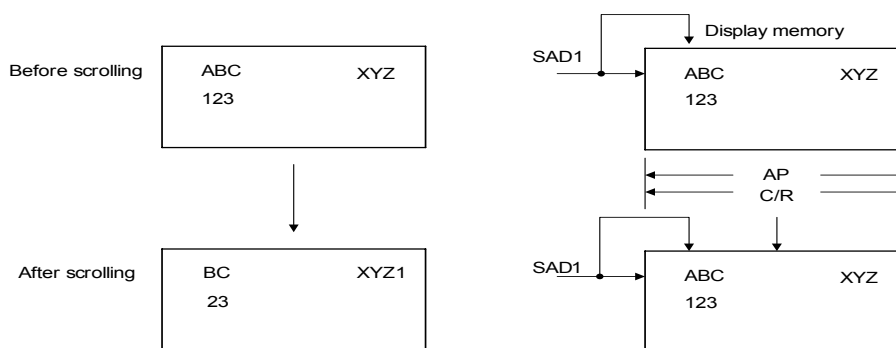 Display memory
Before scrolling
ABC
XYZ
123
SAD1
ABC
XYZ
123
AP
C/R
After scrolling
BC
XYZ1
23
SAD1
ABC
XYZ
123